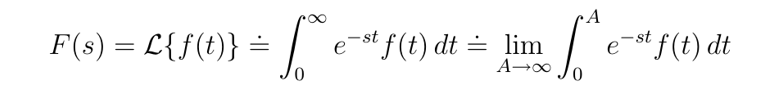 F(s) = ℒ{f(t)} ≐ ∫₀^∞ e^{-st} f(t) dt ≐ lim_{A→∞} ∫₀^A e^{-st} f(t) dt